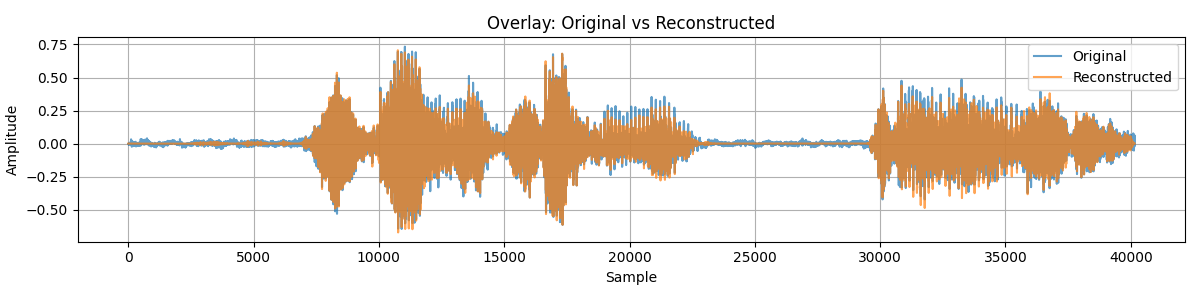 Overlay: Original vs Reconstructed
Original
Reconstructed
Amplitude
0.75
0.50
0.25
0.00
−0.25
−0.50
0 5000 10000 15000 20000 25000 30000 35000 40000
Sample